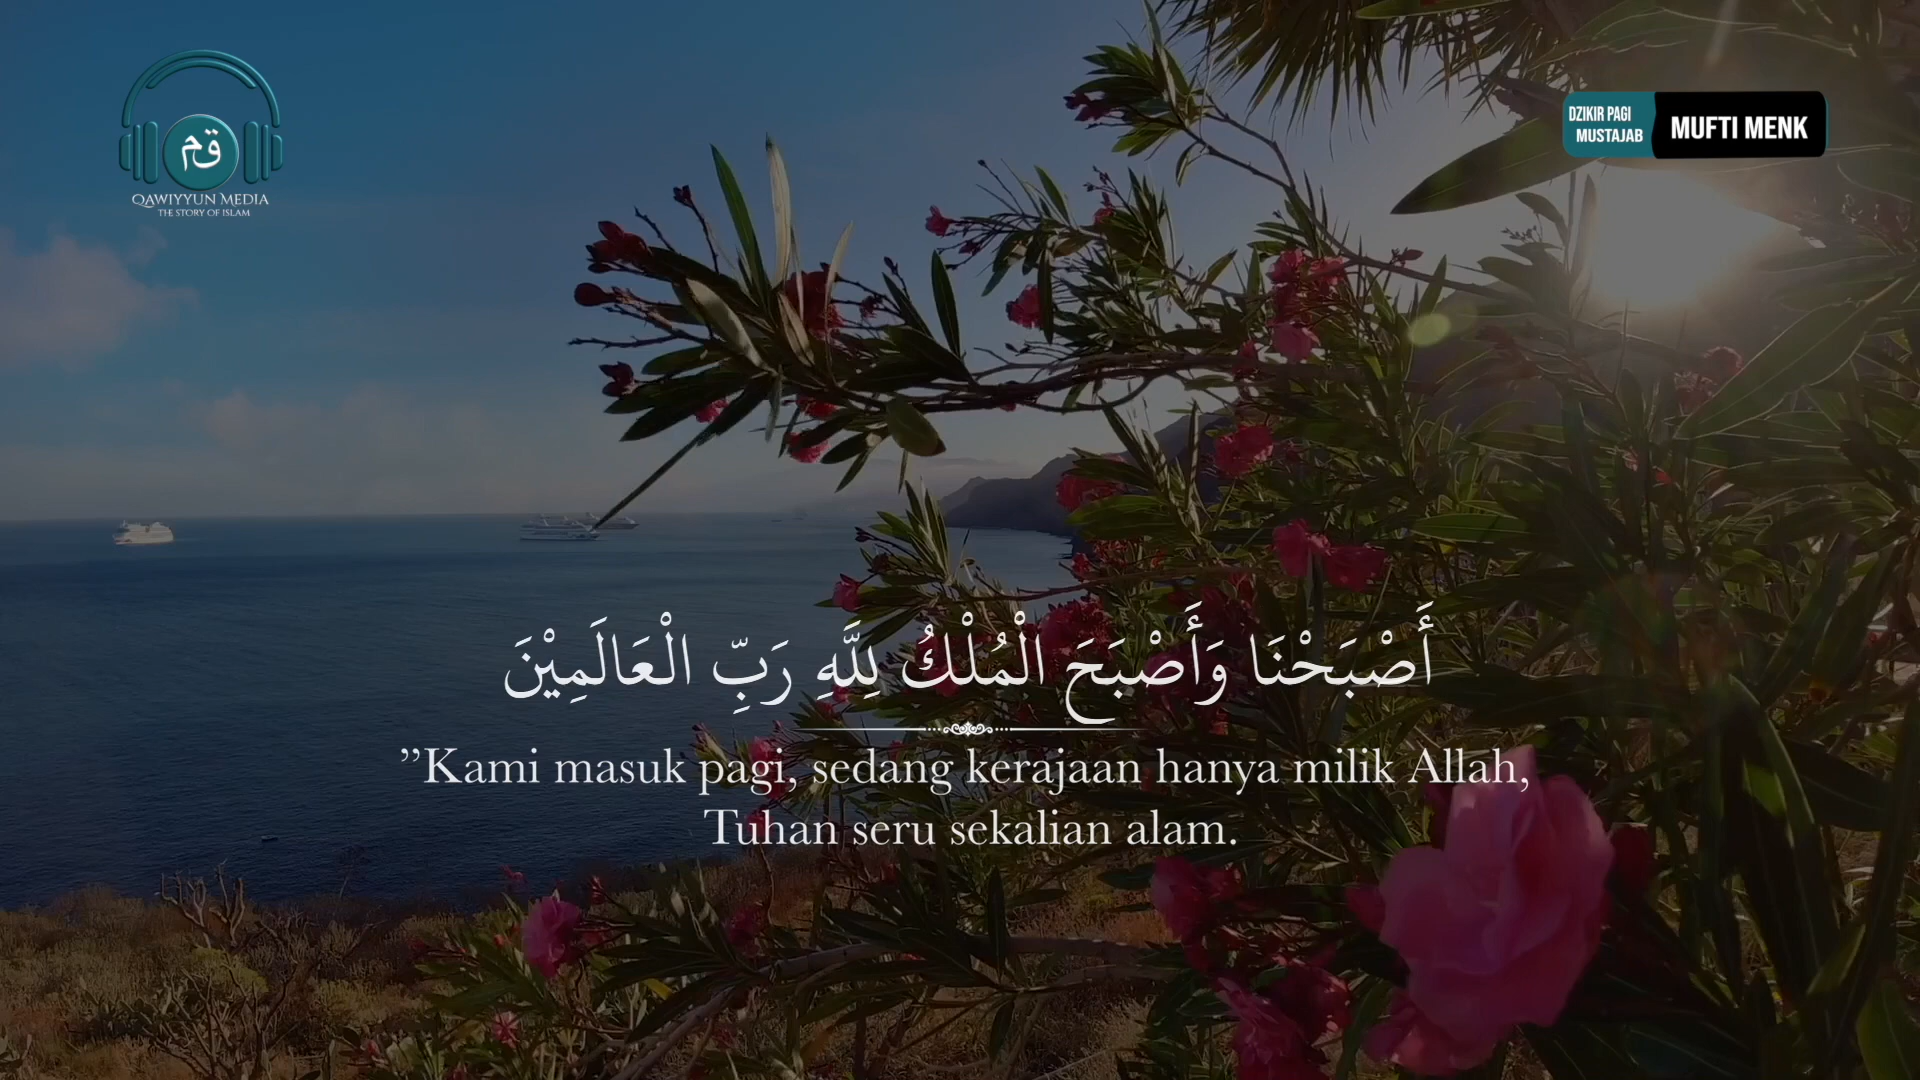 قم
QAWIYYUN MEDIA
THE STORY OF ISLAM
DZIKIR PAGI
MUSTAJAB
MUFTI MENK
أَصْبَحْنَا وَأَصْبَحَ الْمُلْكُ لِلَّهِ رَبِّ الْعَالَمِيْنَ
”Kami masuk pagi, sedang kerajaan hanya milik Allah,
Tuhan seru sekalian alam.